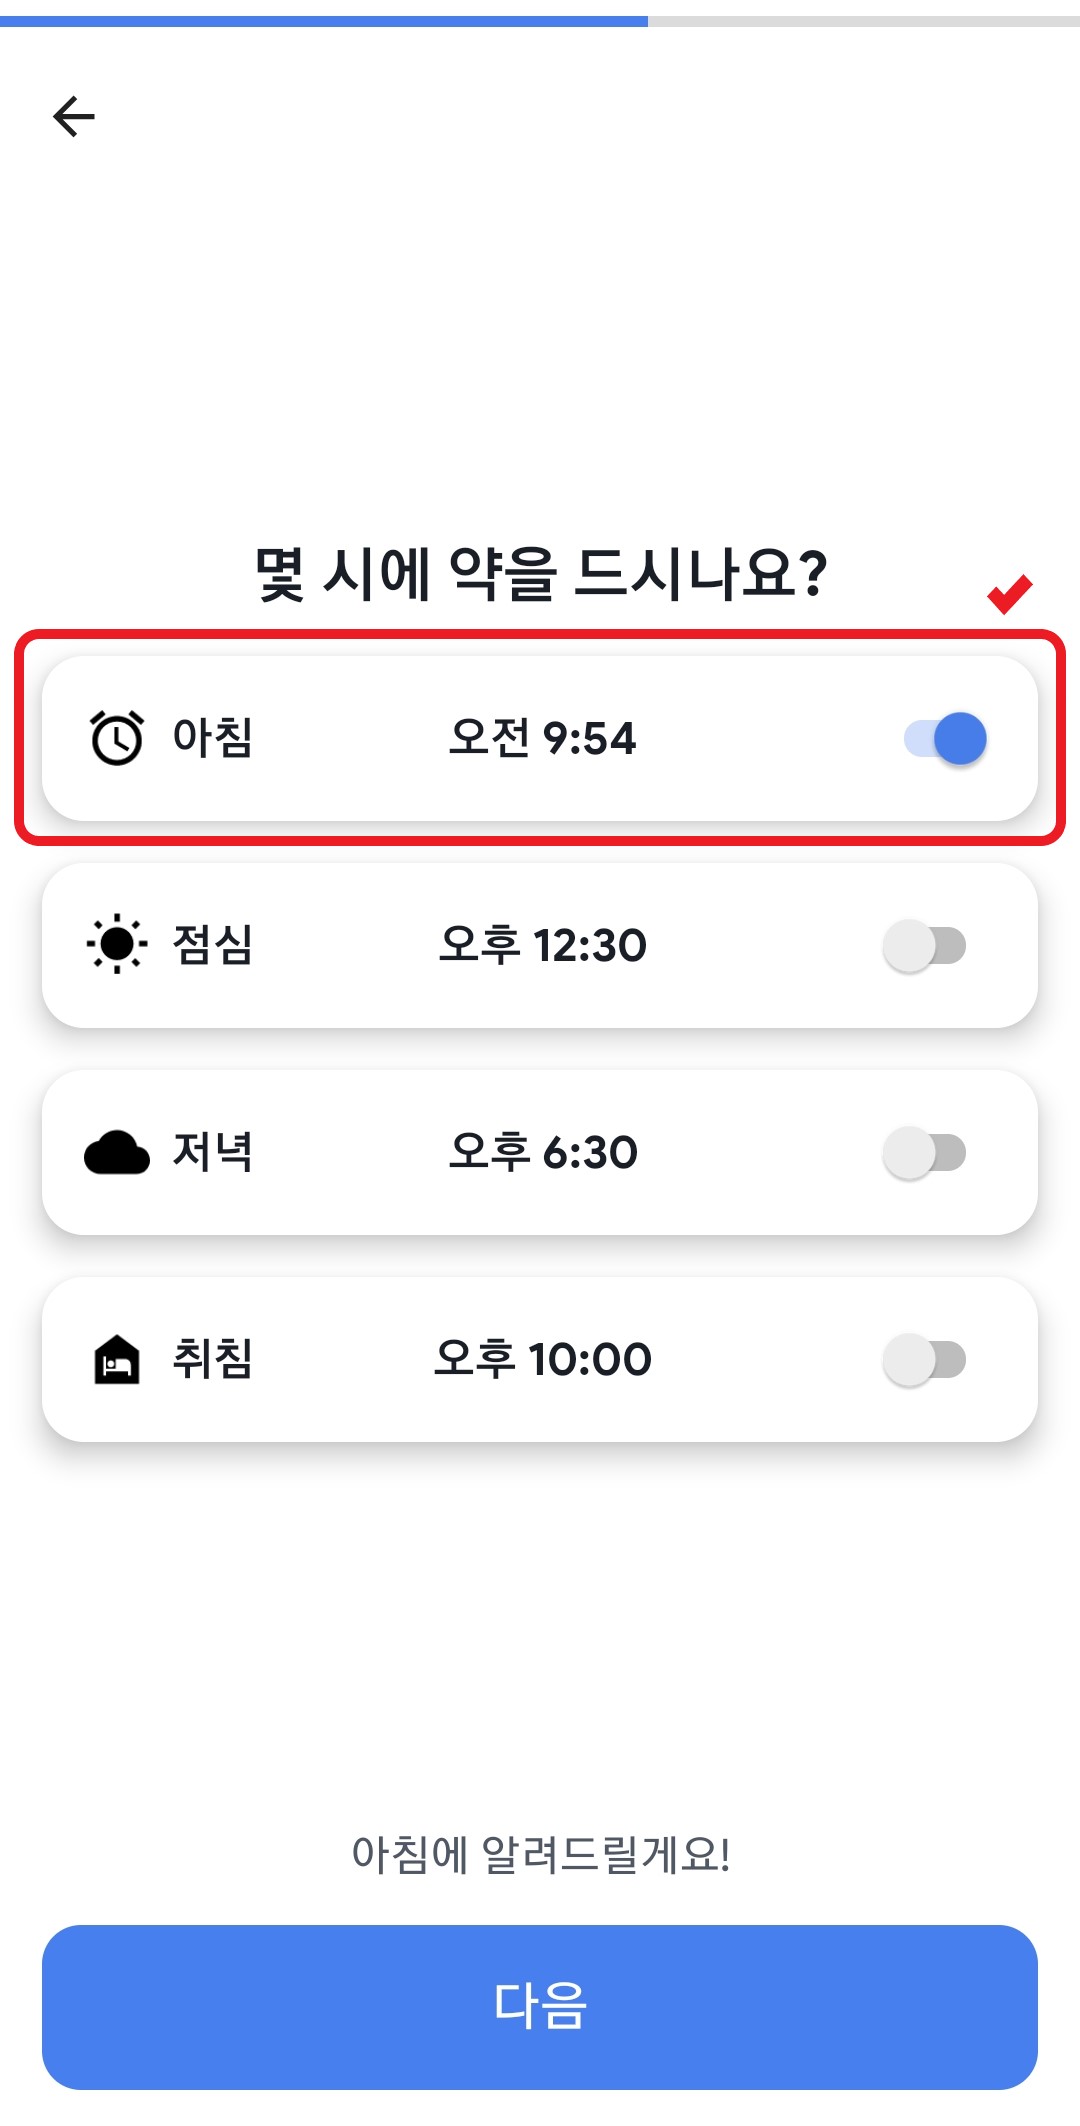 몇 시에 약을 드시나요?
아침 오전 9:54
점심 오후 12:30
저녁 오후 6:30
취침 오후 10:00
아침에 알려드릴게요!
다음